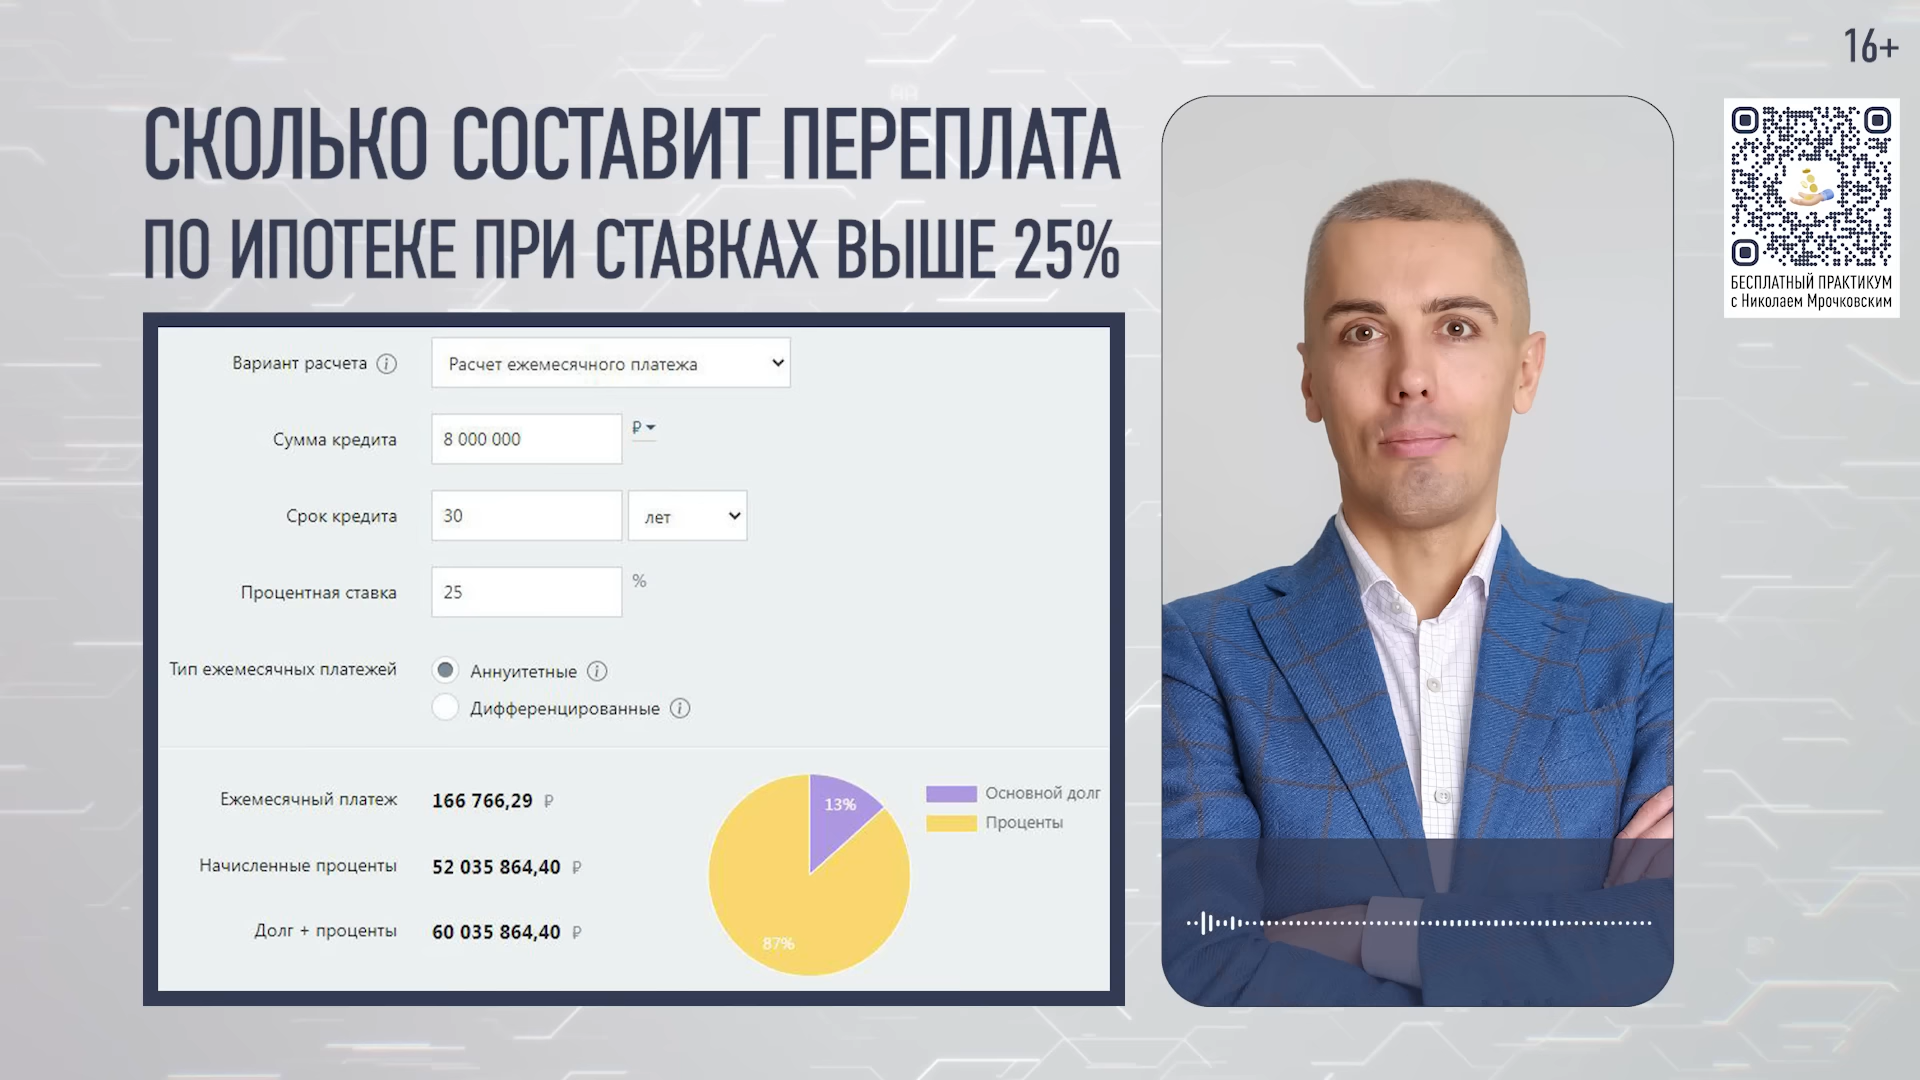 16+
СКОЛЬКО СОСТАВИТ ПЕРЕПЛАТА
ПО ИПОТЕКЕ ПРИ СТАВКАХ ВЫШЕ 25%
БЕСПЛАТНЫЙ ПРАКТИКУМ
с Николаем Мрочковским
Вариант расчета i Расчет ежемесячного платежа
Сумма кредита 8 000 000 ₽
Срок кредита 30 лет
Процентная ставка 25 %
Тип ежемесячных платежей Аннуитетные i
Дифференцированные i
Ежемесячный платеж 166 766,29 ₽
Начисленные проценты 52 035 864,40 ₽
Долг + проценты 60 035 864,40 ₽
13%
87%
Основной долг
Проценты